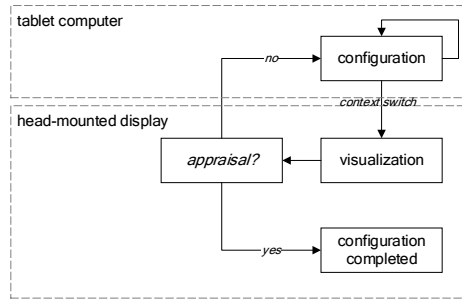 tablet computer
no
configuration
context switch
head-mounted display
appraisal?
visualization
yes
configuration
completed